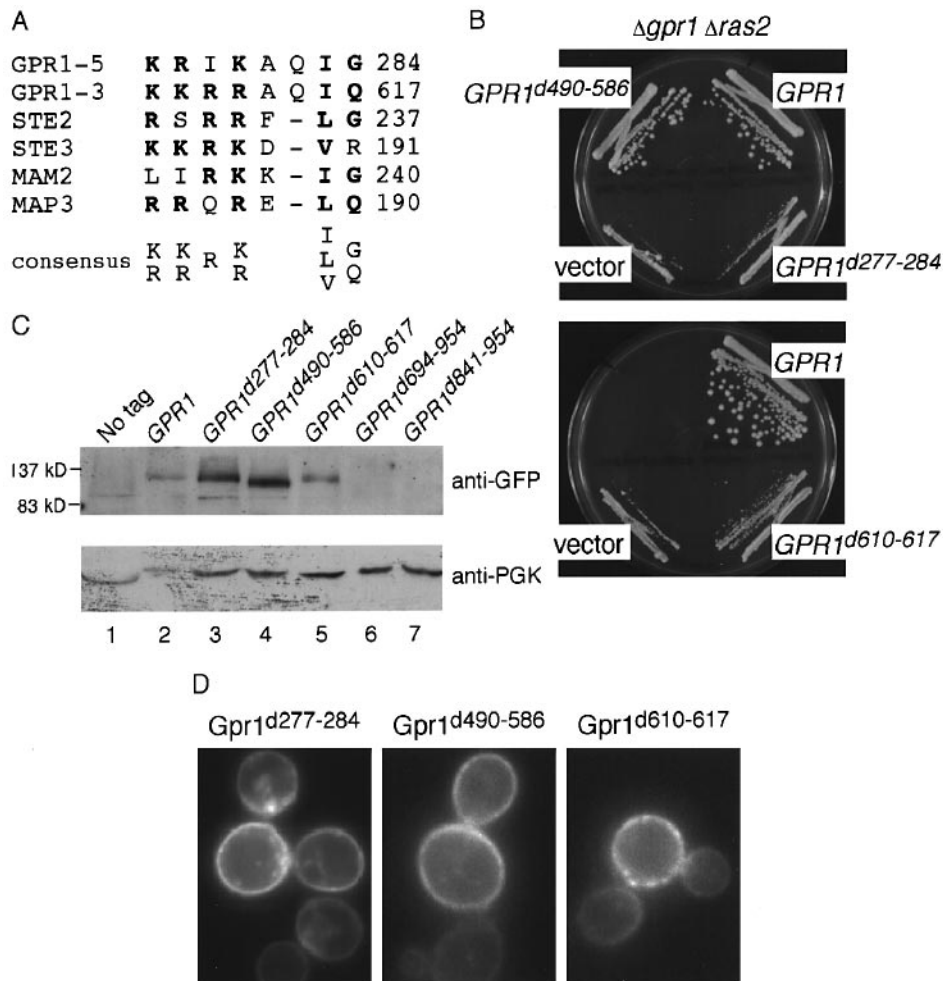 A
GPR1-5 K R I K A Q I G 284
GPR1-3 K K R R A Q I Q 617
STE2 R S R R F - L G 237
STE3 K K R K D - V R 191
MAM2 L I R K K - I G 240
MAP3 R R Q R E - L Q 190
consensus K K R K I G
R R R L Q
V
B
Δgpr1 Δras2
GPR1d490-586
GPR1
vector
GPR1d277-284
GPR1
vector
GPR1d610-617
C
No tag
GPR1
GPR1d277-284
GPR1d490-586
GPR1d610-617
GPR1d694-954
GPR1d841-954
137 kD
83 kD
anti-GFP
anti-PGK
1 2 3 4 5 6 7
D
Gpr1d277-284
Gpr1d490-586
Gpr1d610-617